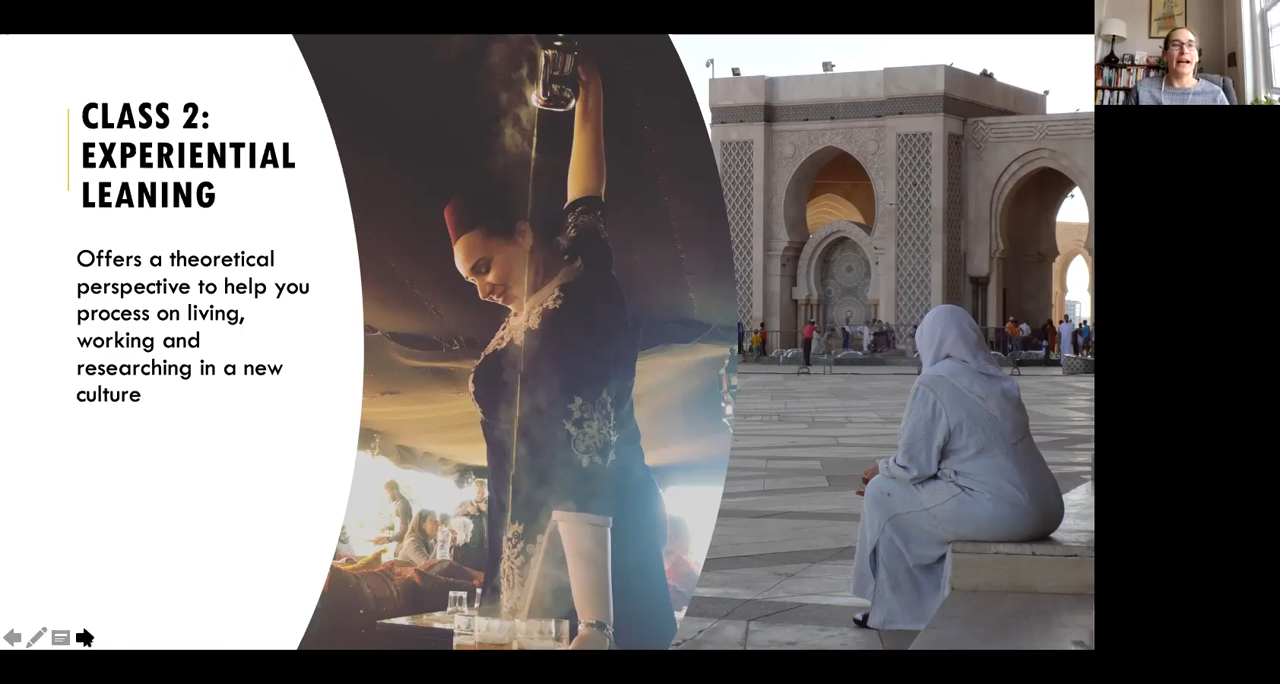 CLASS 2:
EXPERIENTIAL
LEANING
Offers a theoretical
perspective to help you
process on living,
working and
researching in a new
culture